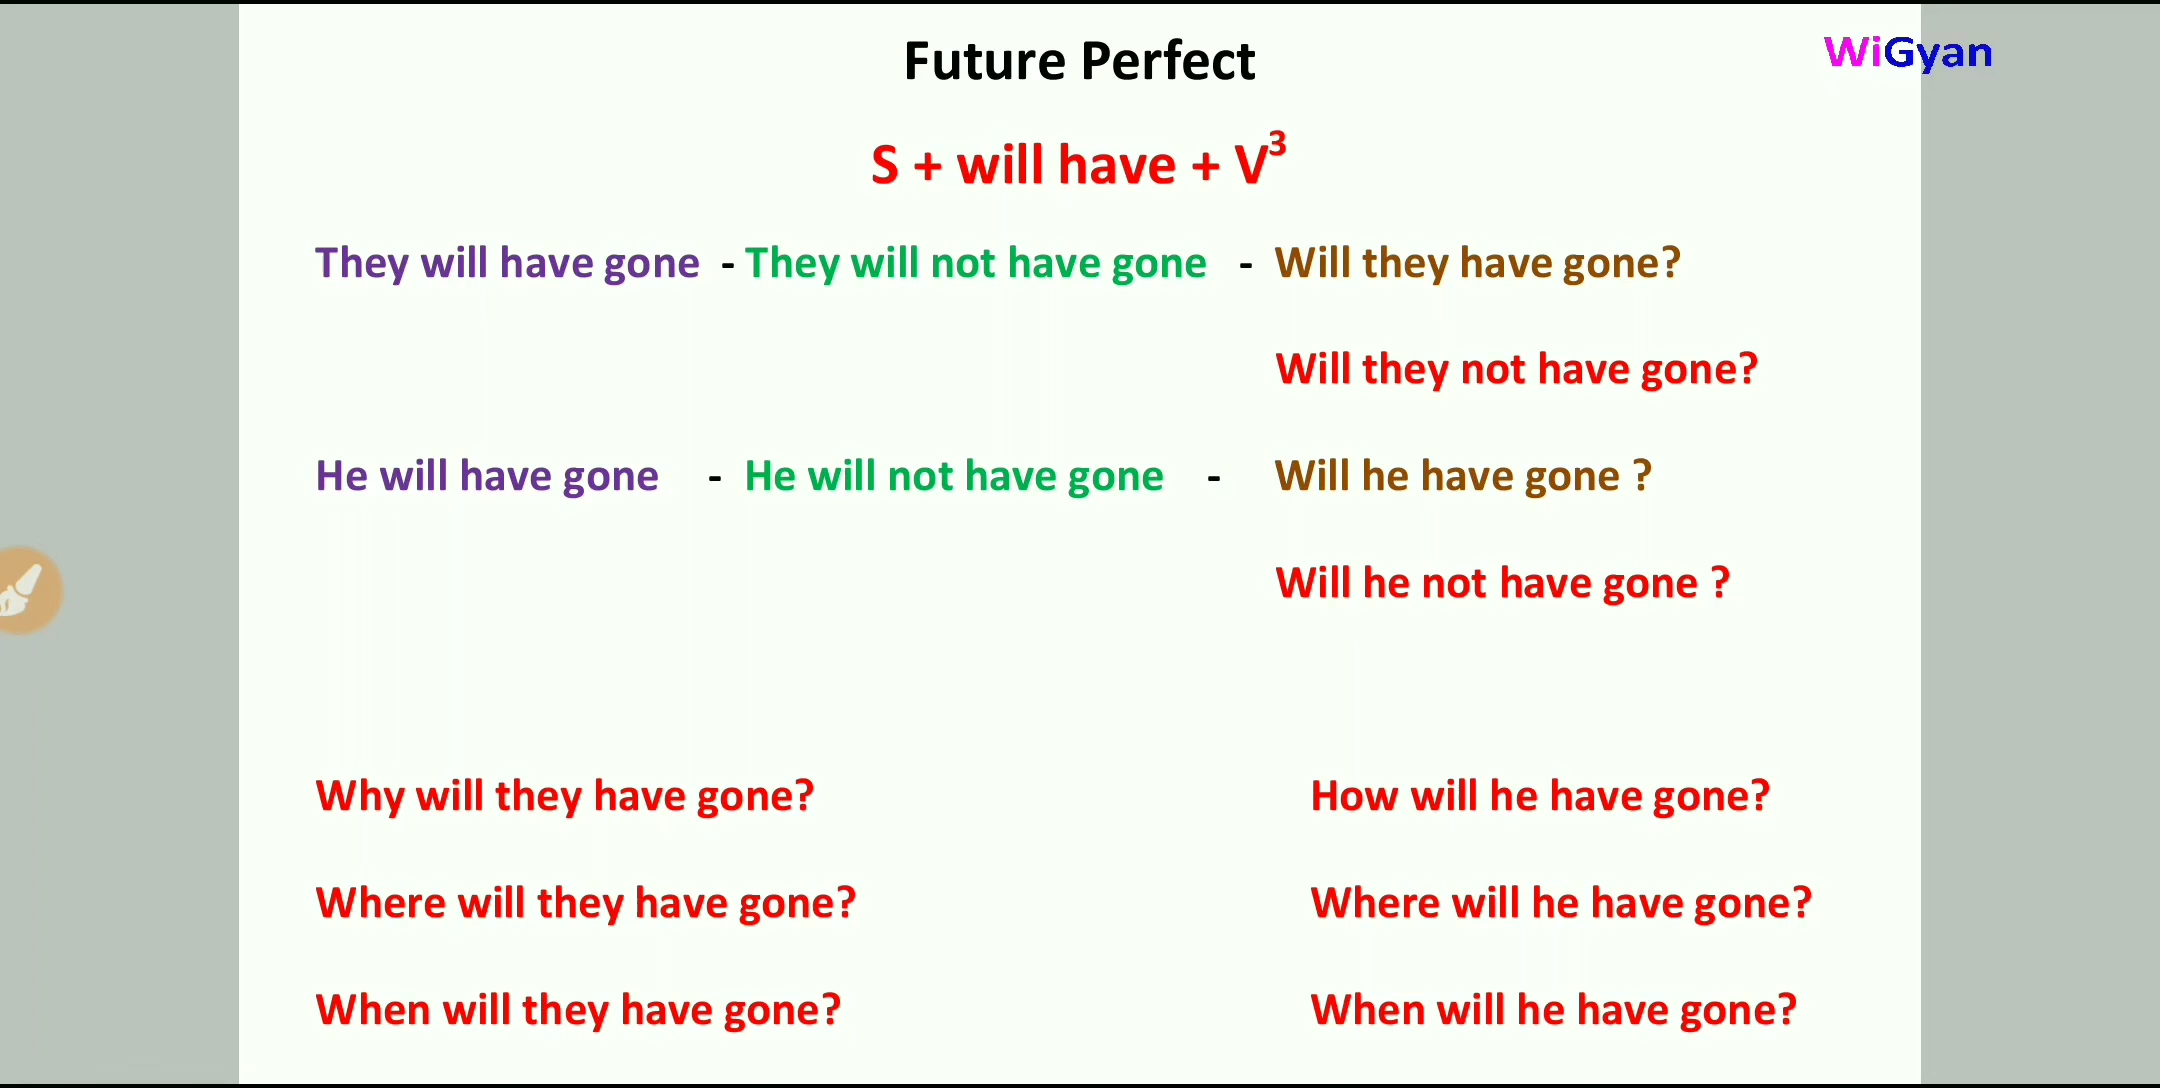 Future Perfect
WiGyan
S + will have + V³
They will have gone - They will not have gone - Will they have gone?
Will they not have gone?
He will have gone - He will not have gone - Will he have gone ?
Will he not have gone ?
Why will they have gone? How will he have gone?
Where will they have gone? Where will he have gone?
When will they have gone? When will he have gone?